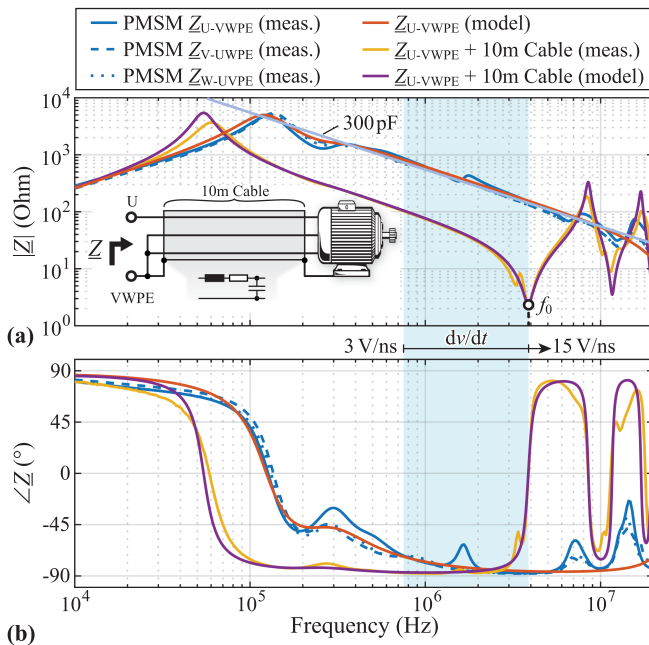 PMSM Z_U-VWPE (meas.)
PMSM Z_V-UWPE (meas.)
PMSM Z_W-UVPE (meas.)
Z_U-VWPE (model)
Z_U-VWPE + 10m Cable (meas.)
Z_U-VWPE + 10m Cable (model)
|Z| (Ohm)
10^4
10^3
10^2
10^1
10^0
300 pF
10m Cable
U
Z
VWPE
f_0
(a)
3 V/ns
dv/dt
15 V/ns
∠Z (°)
90
45
0
-45
-90
10^4
10^5
10^6
10^7
Frequency (Hz)
(b)